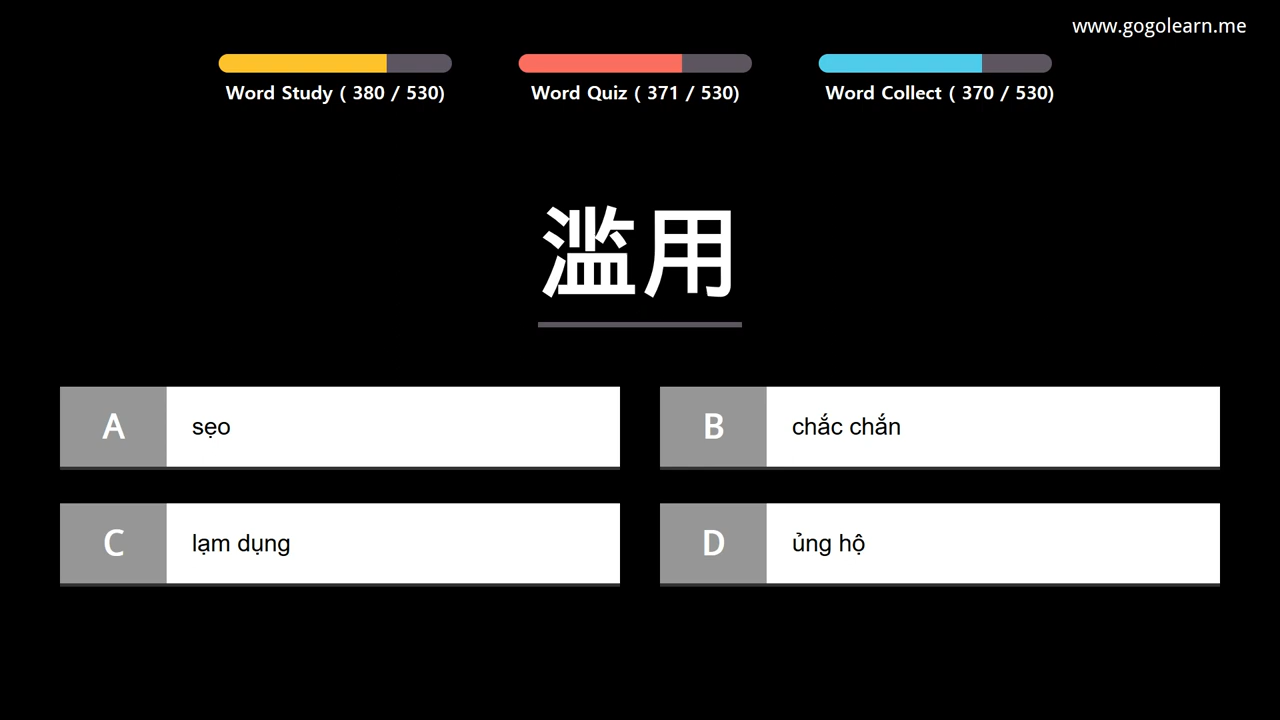 www.gogolearn.me
Word Study ( 380 / 530)
Word Quiz ( 371 / 530)
Word Collect ( 370 / 530)
滥用
A
sẹo
B
chắc chắn
C
lạm dụng
D
ủng hộ